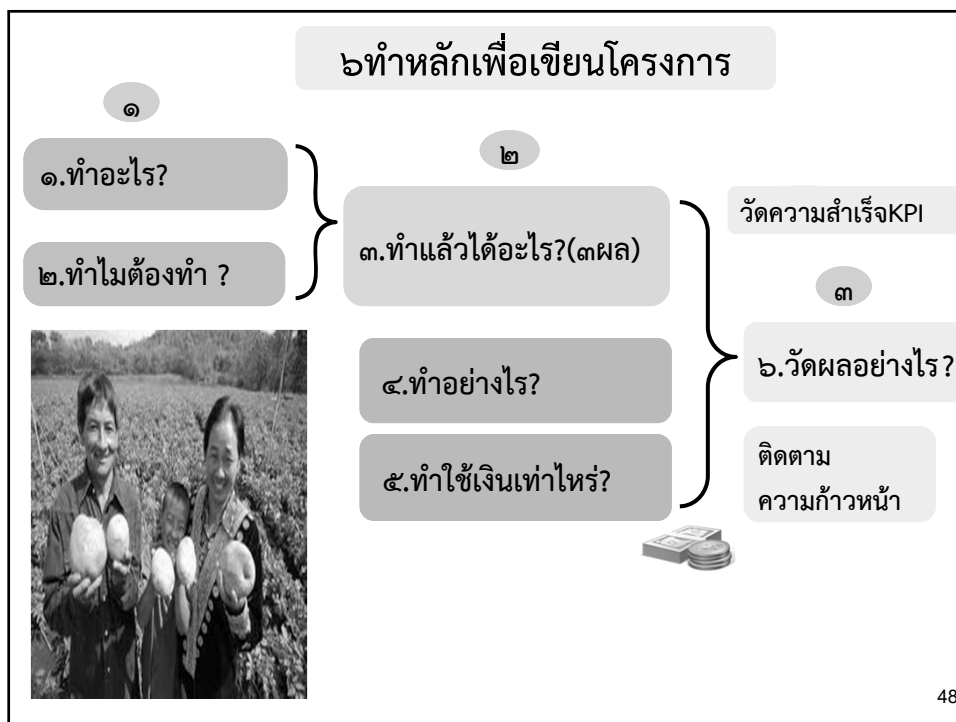 ๖ทำหลักเพื่อเขียนโครงการ
๑
๑.ทำอะไร?
๒.ทำไมต้องทำ ?
๒
๓.ทำแล้วได้อะไร?(๓ผล)
๔.ทำอย่างไร?
๕.ทำใช้เงินเท่าไหร่?
วัดความสำเร็จKPI
๓
๖.วัดผลอย่างไร?
ติดตาม
ความก้าวหน้า
48